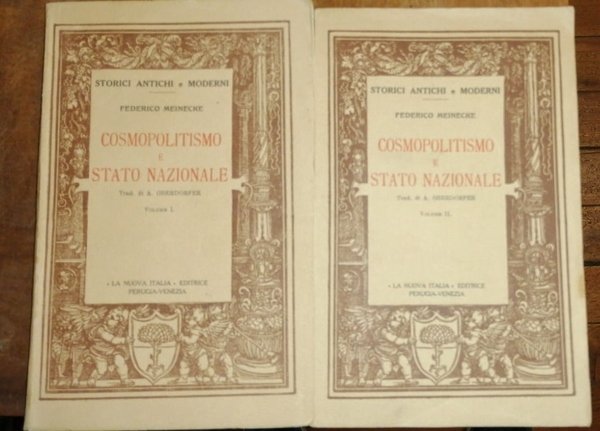 STORICI ANTICHI e MODERNI
FEDERICO MEINECKE
COSMOPOLITISMO
E
STATO NAZIONALE
Trad. di A. OBERDORFER
VOLUME I.
« LA NUOVA ITALIA » EDITRICE
PERUGIA-VENEZIA
STORICI ANTICHI e MODERNI
FEDERICO MEINECKE
COSMOPOLITISMO
E
STATO NAZIONALE
Trad. di A. OBERDORFER
VOLUME II.
« LA NUOVA ITALIA » EDITRICE
PERUGIA-VENEZIA